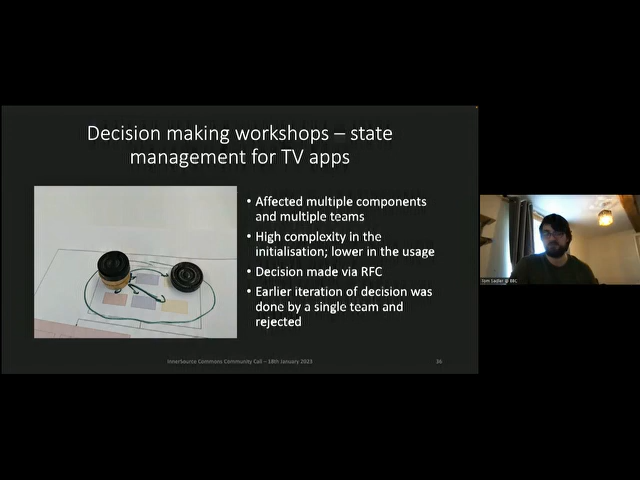 Decision making workshops – state
management for TV apps
• Affected multiple components
and multiple teams
• High complexity in the
initialisation; lower in the usage
• Decision made via RFC
• Earlier iteration of decision was
done by a single team and
rejected
InnerSource Commons Community Call – 18th January 2023
36
Tom Sadler @ BBC